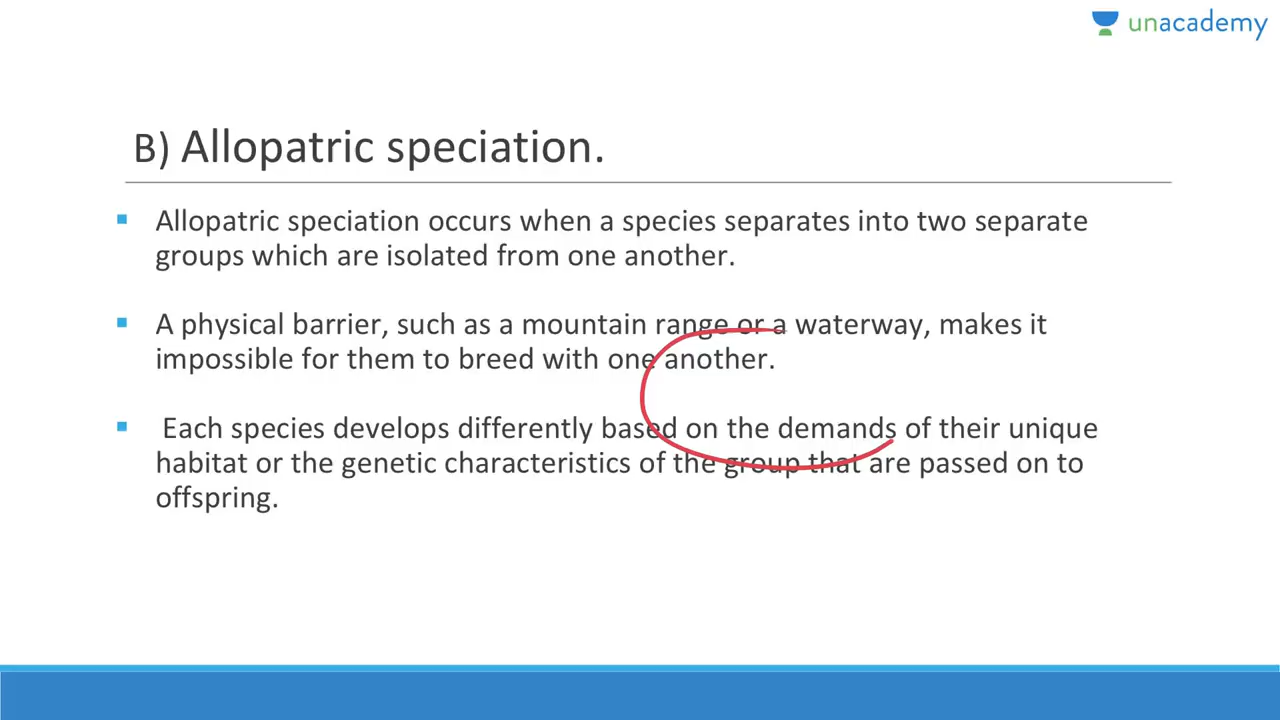 unacademy
B) Allopatric speciation.
▪ Allopatric speciation occurs when a species separates into two separate
groups which are isolated from one another.
▪ A physical barrier, such as a mountain range or a waterway, makes it
impossible for them to breed with one another.
▪ Each species develops differently based on the demands of their unique
habitat or the genetic characteristics of the group that are passed on to
offspring.